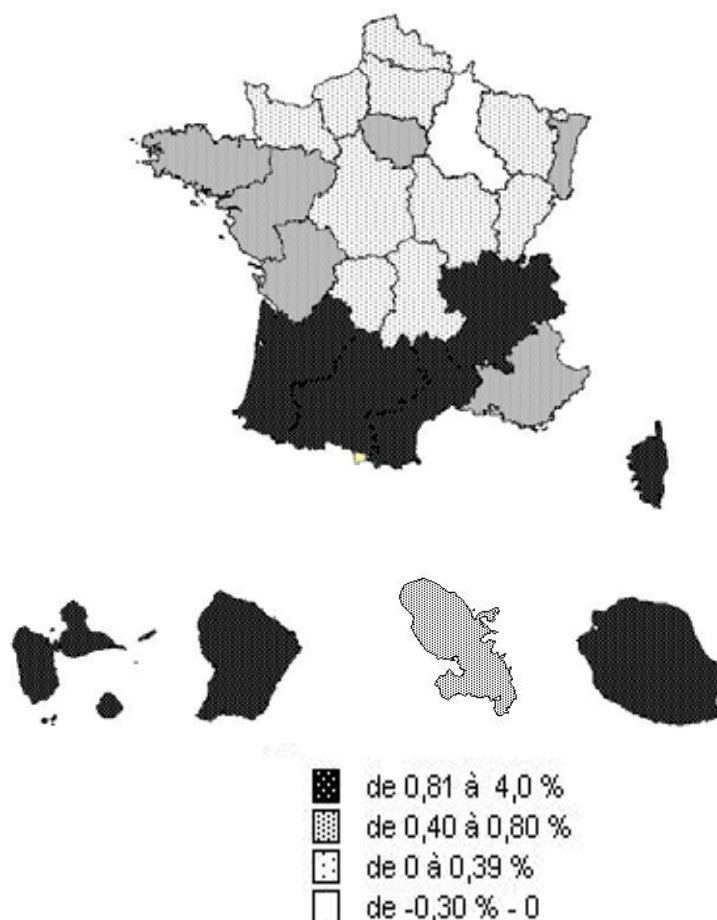 de 0,81 à 4,0 %
de 0,40 à 0,80 %
de 0 à 0,39 %
de -0,30 % - 0